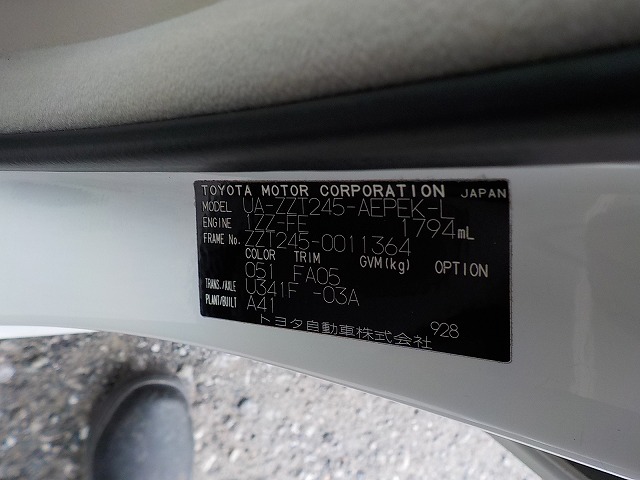 TOYOTA MOTOR CORPORATION JAPAN
MODEL UA-ZZT245-AEPEK-L
ENGINE 1ZZ-FE 1794mL
FRAME No. ZZT245-0011364
COLOR TRIM GVM(kg) OPTION
051 FA05
TRANS./AXLE U341F -03A
PLANT/BUILT A41
トヨタ自動車株式会社 928